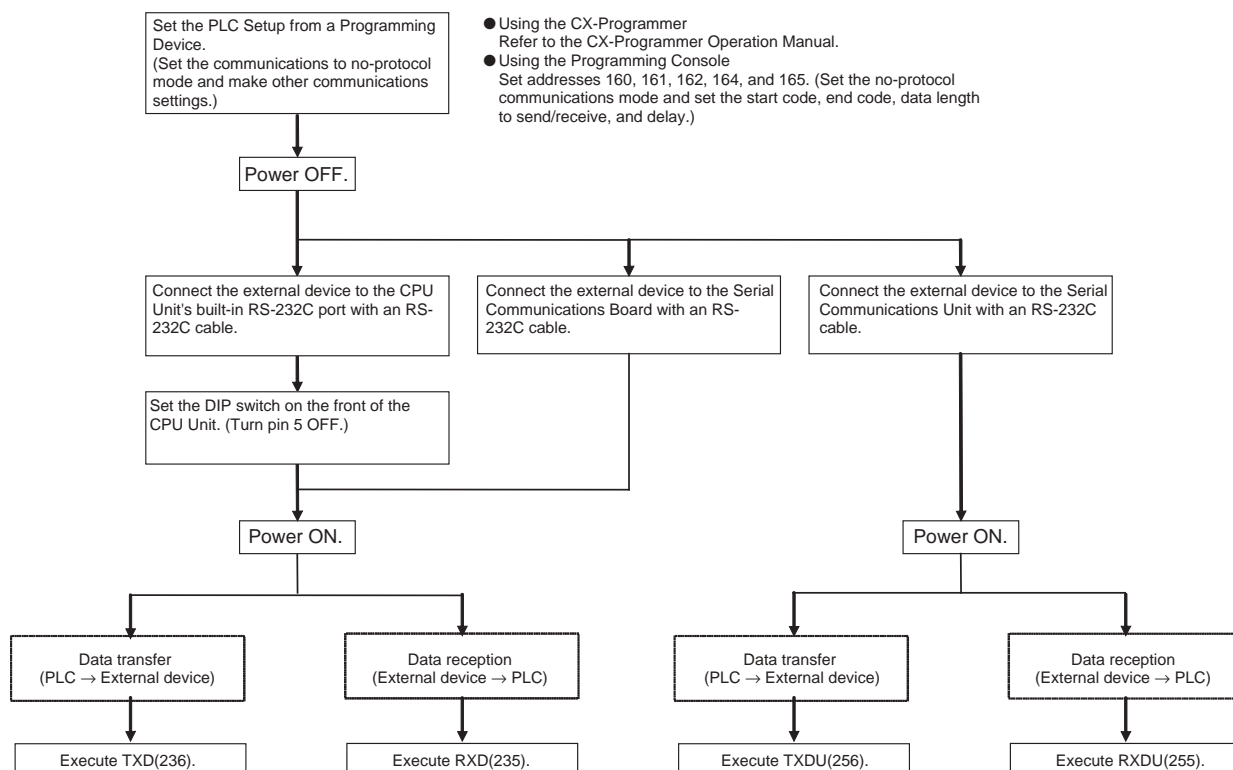 Set the PLC Setup from a Programming
Device.
(Set the communications to no-protocol
mode and make other communications
settings.)
● Using the CX-Programmer
Refer to the CX-Programmer Operation Manual.
● Using the Programming Console
Set addresses 160, 161, 162, 164, and 165. (Set the no-protocol
communications mode and set the start code, end code, data length
to send/receive, and delay.)
Power OFF.
Connect the external device to the CPU
Unit's built-in RS-232C port with an RS-
232C cable.
Connect the external device to the Serial
Communications Board with an RS-
232C cable.
Connect the external device to the Serial
Communications Unit with an RS-232C
cable.
Set the DIP switch on the front of the
CPU Unit. (Turn pin 5 OFF.)
Power ON.
Power ON.
Data transfer
(PLC → External device)
Data reception
(External device → PLC)
Data transfer
(PLC → External device)
Data reception
(External device → PLC)
Execute TXD(236).
Execute RXD(235).
Execute TXDU(256).
Execute RXDU(255).